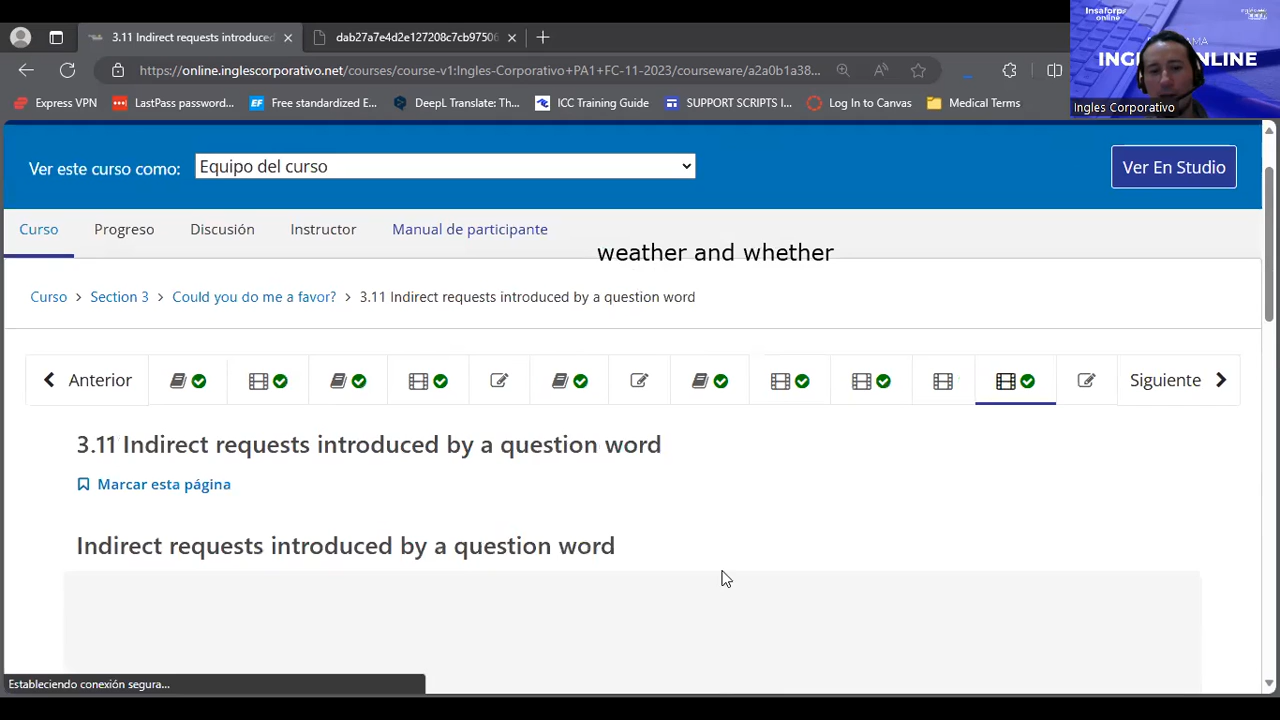 3.11 Indirect requests introduced
dab27a7e4d2e127208c7cb97506
https://online.inglescorporativo.net/courses/course-v1:Ingles-Corporativo+PA1+FC-11-2023/courseware/a2a0b1a38...
Express VPN
LastPass password...
Free standardized E...
DeepL Translate: Th...
ICC Training Guide
SUPPORT SCRIPTS I...
Log In to Canvas
Medical Terms
Insaforp
online
Ingles Corporativo
Ver este curso como:
Equipo del curso
Ver En Studio
Curso
Progreso
Discusión
Instructor
Manual de participante
weather and whether
Curso > Section 3 > Could you do me a favor? > 3.11 Indirect requests introduced by a question word
Anterior
Siguiente
3.11 Indirect requests introduced by a question word
Marcar esta página
Indirect requests introduced by a question word
Estableciendo conexión segura...